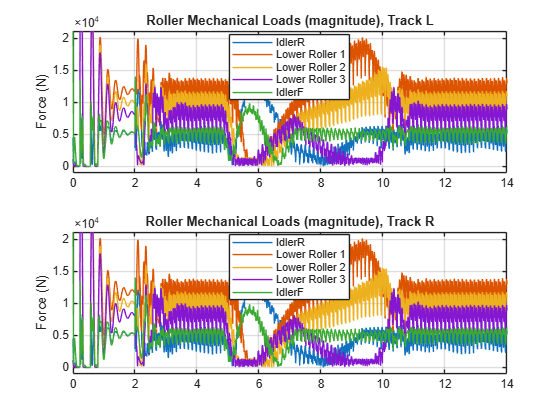 Roller Mechanical Loads (magnitude), Track L
×10⁴
2
1.5
1
0.5
0
Force (N)
IdlerR
Lower Roller 1
Lower Roller 2
Lower Roller 3
IdlerF
0 2 4 6 8 10 12 14
Roller Mechanical Loads (magnitude), Track R
×10⁴
2
1.5
1
0.5
0
Force (N)
IdlerR
Lower Roller 1
Lower Roller 2
Lower Roller 3
IdlerF
0 2 4 6 8 10 12 14